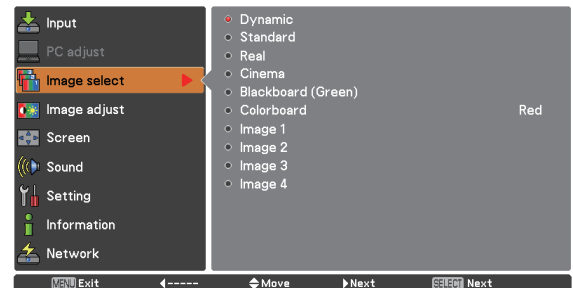 Input
PC adjust
Image select
Image adjust
Screen
Sound
Setting
Information
Network
Dynamic
Standard
Real
Cinema
Blackboard (Green)
Colorboard Red
Image 1
Image 2
Image 3
Image 4
MENU Exit ◀----- Move Next SELECT Next